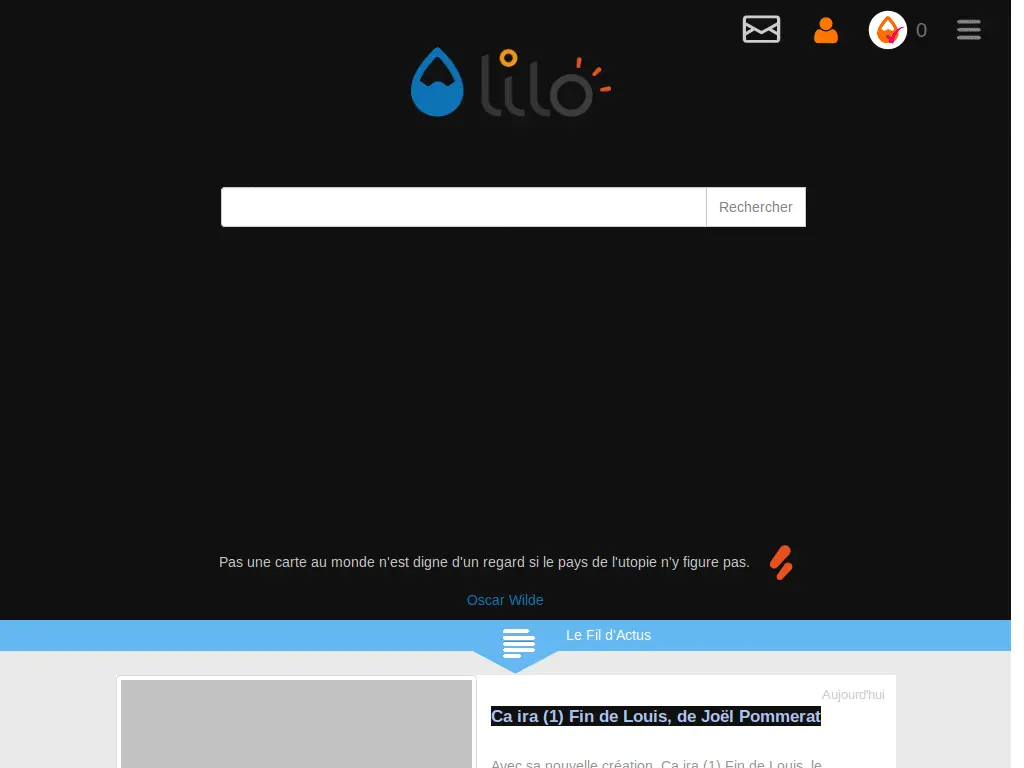 0
lilo
Rechercher
Pas une carte au monde n'est digne d'un regard si le pays de l'utopie n'y figure pas.
Oscar Wilde
Le Fil d'Actus
Aujourd'hui
Ca ira (1) Fin de Louis, de Joël Pommerat
Avec sa nouvelle création, Ca ira (1) Fin de Louis, le